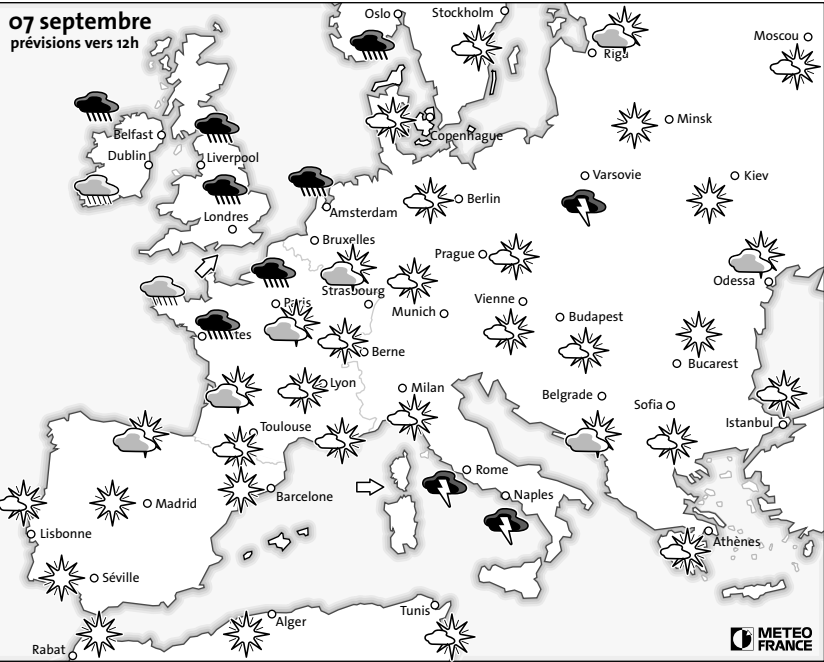 07 septembre
prévisions vers 12h
Oslo
Stockholm
Riga
Moscou
Belfast
Copenhague
Minsk
Dublin
Liverpool
Varsovie
Kiev
Londres
Amsterdam
Berlin
Bruxelles
Prague
Odessa
Paris
Strasbourg
Munich
Vienne
Budapest
tes
Berne
Bucarest
Lyon
Milan
Belgrade
Sofia
Istanbul
Toulouse
Rome
Madrid
Barcelone
Naples
Lisbonne
Athènes
Séville
Alger
Tunis
Rabat
METEO
FRANCE